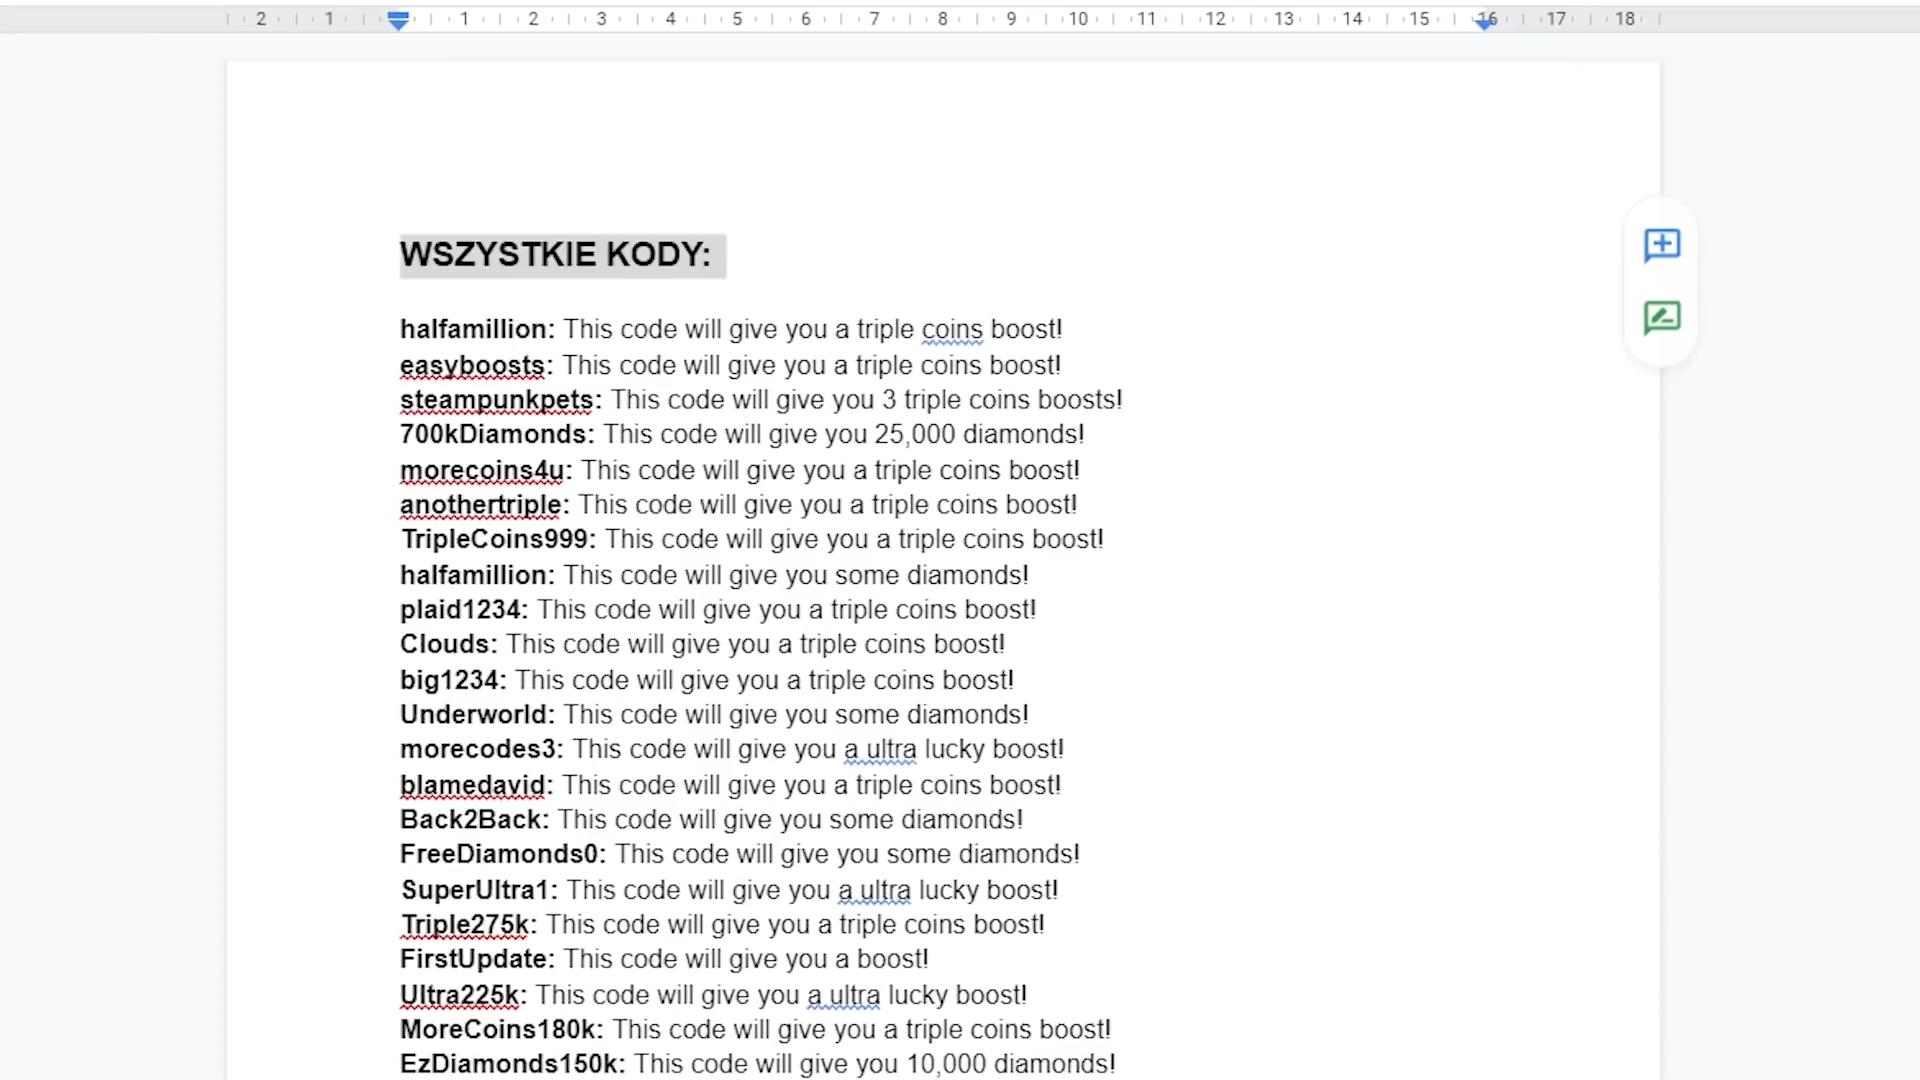 2 1 1 2 3 4 5 6 7 8 9 10 11 12 13 14 15 16 17 18
WSZYSTKIE KODY:
halfamillion: This code will give you a triple coins boost!
easyboosts: This code will give you a triple coins boost!
steampunkpets: This code will give you 3 triple coins boosts!
700kDiamonds: This code will give you 25,000 diamonds!
morecoins4u: This code will give you a triple coins boost!
anothertriple: This code will give you a triple coins boost!
TripleCoins999: This code will give you a triple coins boost!
halfamillion: This code will give you some diamonds!
plaid1234: This code will give you a triple coins boost!
Clouds: This code will give you a triple coins boost!
big1234: This code will give you a triple coins boost!
Underworld: This code will give you some diamonds!
morecodes3: This code will give you a ultra lucky boost!
blamedavid: This code will give you a triple coins boost!
Back2Back: This code will give you some diamonds!
FreeDiamonds0: This code will give you some diamonds!
SuperUltra1: This code will give you a ultra lucky boost!
Triple275k: This code will give you a triple coins boost!
FirstUpdate: This code will give you a boost!
Ultra225k: This code will give you a ultra lucky boost!
MoreCoins180k: This code will give you a triple coins boost!
EzDiamonds150k: This code will give you 10,000 diamonds!